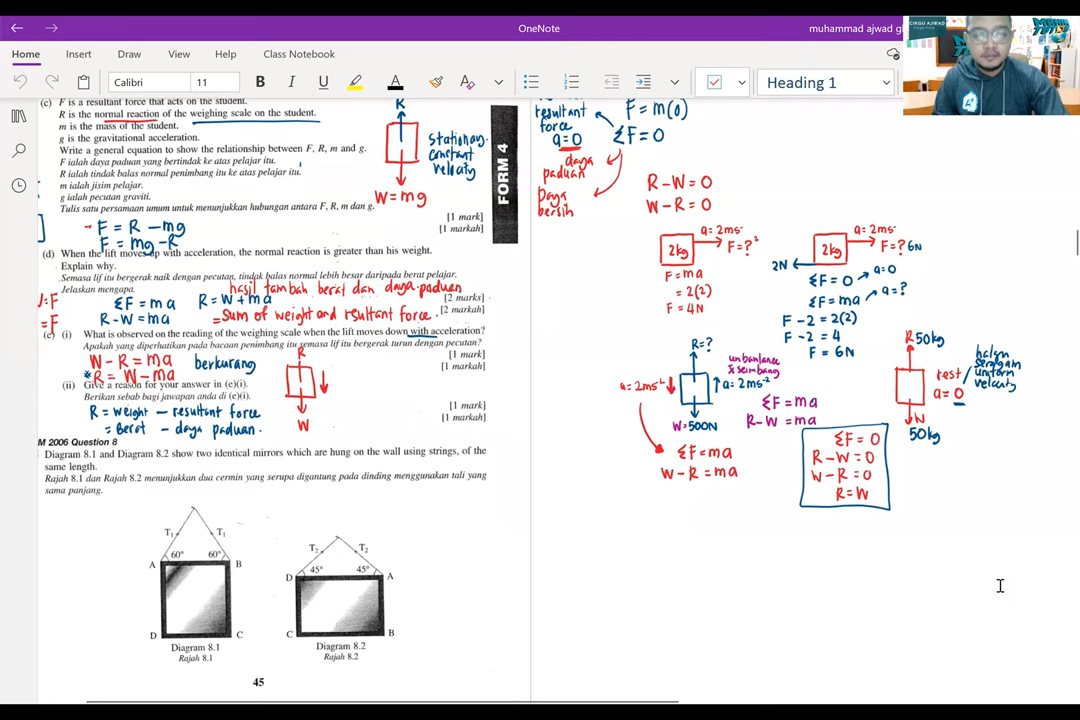 OneNote
muhammad ajwad
CIKGU AJWAD
Home
Insert
Draw
View
Help
Class Notebook
Calibri
11
B
I
U
A
Heading 1
(c) F is a resultant force that acts on the student.
R is the normal reaction of the weighing scale on the student.
m is the mass of the student.
g is the gravitational acceleration.
Write a general equation to show the relationship between F, R, m and g.
F ialah daya paduan yang bertindak ke atas pelajar itu.
R ialah tindak balas normal penimbang itu ke atas pelajar itu.
m ialah jisim pelajar.
g ialah pecutan graviti.
Tulis satu persamaan umum untuk menunjukkan hubungan antara F, R, m dan g.
[1 mark]
[1 markah]
R
stationary
constant
velocity
W = mg
FORM 4
F = R - mg
F = mg - R
(d) When the lift moves up with acceleration, the normal reaction is greater than his weight.
Explain why.
Semasa lif itu bergerak naik dengan pecutan, tindak balas normal lebih besar daripada berat pelajar.
Jelaskan mengapa.
hasil tambah berat dan daya paduan
[2 marks]
[2 markah]
ΣF = ma
R = W + ma
R - W = ma
= Sum of weight and rsultant force.
(e) (i) What is observed on the reading of the weighing scale when the lift moves down with acceleration?
Apakah yang diperhatikan pada bacaan penimbang itu semasa lif itu bergerak turun dengan pecutan?
[1 mark]
[1 markah]
W - R = ma
berkurang
* R = W - ma
R
W
(ii) Give a reason for your answer in (e)(i).
Berikan sebab bagi jawapan anda di (e)(i).
[1 mark]
[1 markah]
R = weight - resultant force
= Berat - daya paduan.
M 2006 Question 8
Diagram 8.1 and Diagram 8.2 show two identical mirrors which are hung on the wall using strings, of
the same length.
Rajah 8.1 dan Rajah 8.2 menunjukkan dua cermin yang serupa digantung pada dinding menggunakan tali yang
sama panjang.
T₁
T₁
60°
60°
A
B
D
C
Diagram 8.1
Rajah 8.1
T₂
T₂
45°
45°
D
A
C
B
Diagram 8.2
Rajah 8.2
45
resultant
force
a = 0
F = m(0)
ΣF = 0
daya
paduan
Daya
bersih
R - W = 0
W - R = 0
2kg
a = 2ms⁻²
F = ?
F = ma
= 2(2)
F = 4N
2N
2kg
a = 2ms⁻
F = ? 6N
ΣF = 0 → a = 0
ΣF = ma → a = ?
F - 2 = 2(2)
F - 2 = 4
F = 6N
R = ?
a = 2ms⁻²
a = 2ms⁻²
W = 500N
unbanlance
x seimbang
ΣF = ma
R - W = ma
ΣF = ma
W - R = ma
R 50kg
W
50kg
rest
a = 0
halaju
seragam
uniform
velocity
ΣF = 0
R - W = 0
W - R = 0
R = W